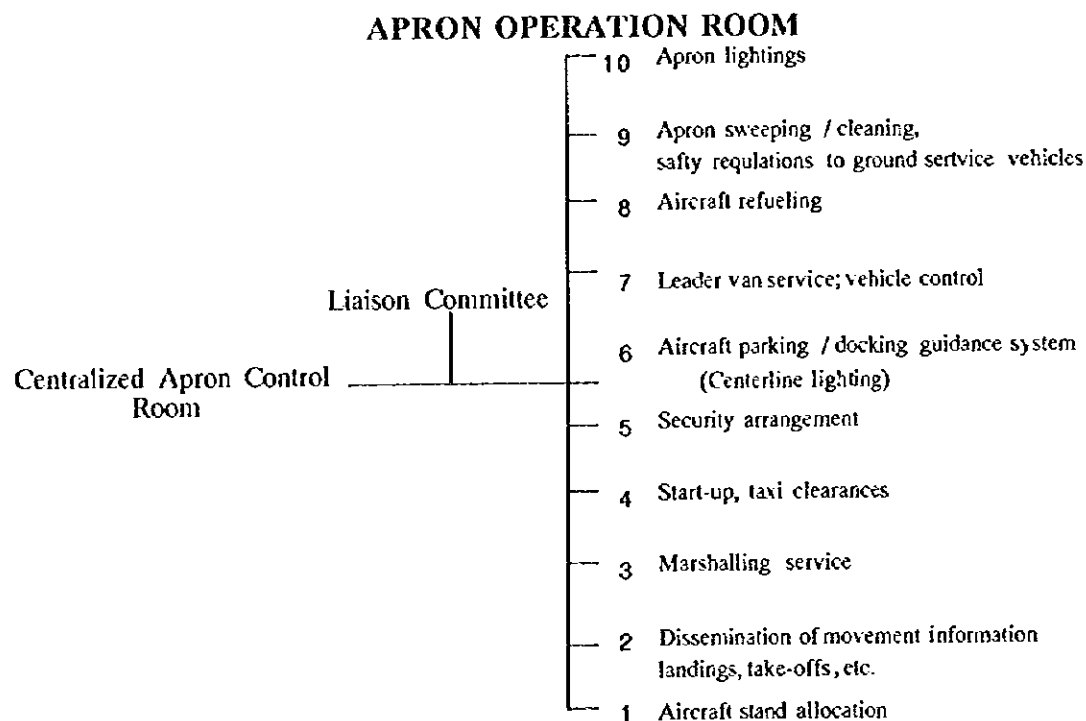 APRON OPERATION ROOM
10 Apron lightings
9 Apron sweeping / cleaning,
safty requlations to ground sertvice vehicles
8 Aircraft refueling
7 Leader van service; vehicle control
Liaison Committee
6 Aircraft parking / docking guidance system
(Centerline lighting)
Centralized Apron Control
Room
5 Security arrangement
4 Start-up, taxi clearances
3 Marshalling service
2 Dissemination of movement information
landings, take-offs, etc.
1 Aircraft stand allocation